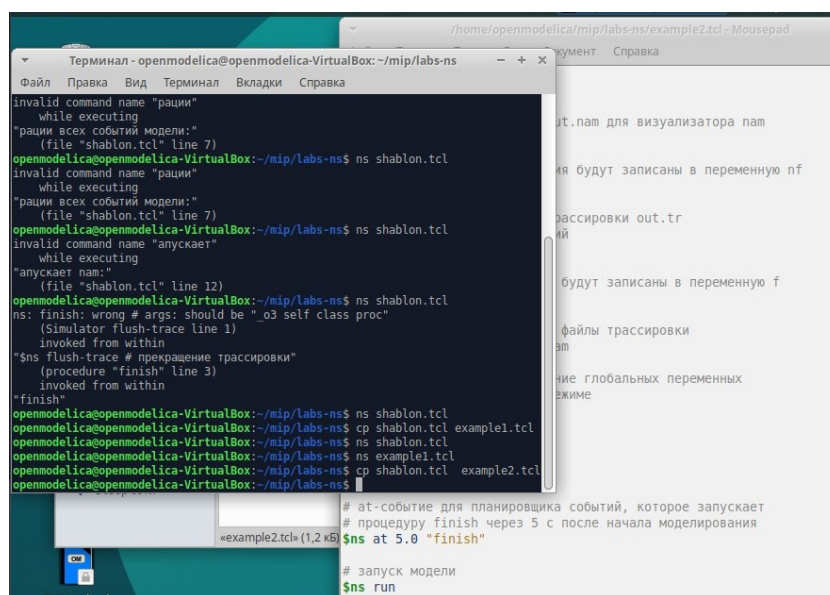 /home/openmodelica/mip/labs-ns/example2.tcl - Mousepad
окумент Справка
Терминал - openmodelica@openmodelica-VirtualBox: ~/mip/labs-ns
Файл Правка Вид Терминал Вкладки Справка
invalid command name "рации"
while executing
"рации всех событий модели:"
(file "shablon.tcl" line 7)
openmodelica@openmodelica-VirtualBox:~/mip/labs-ns$ ns shablon.tcl
invalid command name "рации"
while executing
"рации всех событий модели:"
(file "shablon.tcl" line 7)
openmodelica@openmodelica-VirtualBox:~/mip/labs-ns$ ns shablon.tcl
invalid command name "апускает"
while executing
"апускает nam:"
(file "shablon.tcl" line 12)
openmodelica@openmodelica-VirtualBox:~/mip/labs-ns$ ns shablon.tcl
ns: finish: wrong # args: should be "_o3 self class proc"
(Simulator flush-trace line 1)
invoked from within
"$ns flush-trace # прекращение трассировки"
(procedure "finish" line 3)
invoked from within
"finish"
openmodelica@openmodelica-VirtualBox:~/mip/labs-ns$ ns shablon.tcl
openmodelica@openmodelica-VirtualBox:~/mip/labs-ns$ cp shablon.tcl example1.tcl
openmodelica@openmodelica-VirtualBox:~/mip/labs-ns$ ns shablon.tcl
openmodelica@openmodelica-VirtualBox:~/mip/labs-ns$ ns example1.tcl
openmodelica@openmodelica-VirtualBox:~/mip/labs-ns$ cp shablon.tcl example2.tcl
openmodelica@openmodelica-VirtualBox:~/mip/labs-ns$
ut.nam для визуализатора nam
ия будут записаны в переменную nf
рассировки out.tr
ий
будут записаны в переменную f
файлы трассировки
am
ние глобальных переменных
ежиме
«example2.tcl» (1,2 кБ)
# at-событие для планировщика событий, которое запускает
# процедуру finish через 5 с после начала моделирования
$ns at 5.0 "finish"
# запуск модели
$ns run
OM